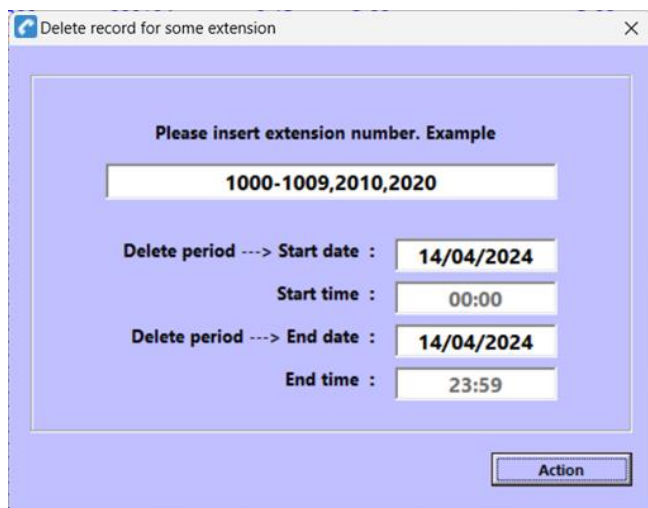 Delete record for some extension
Please insert extension number. Example
1000-1009,2010,2020
Delete period ---> Start date : 14/04/2024
Start time : 00:00
Delete period ---> End date : 14/04/2024
End time : 23:59
Action